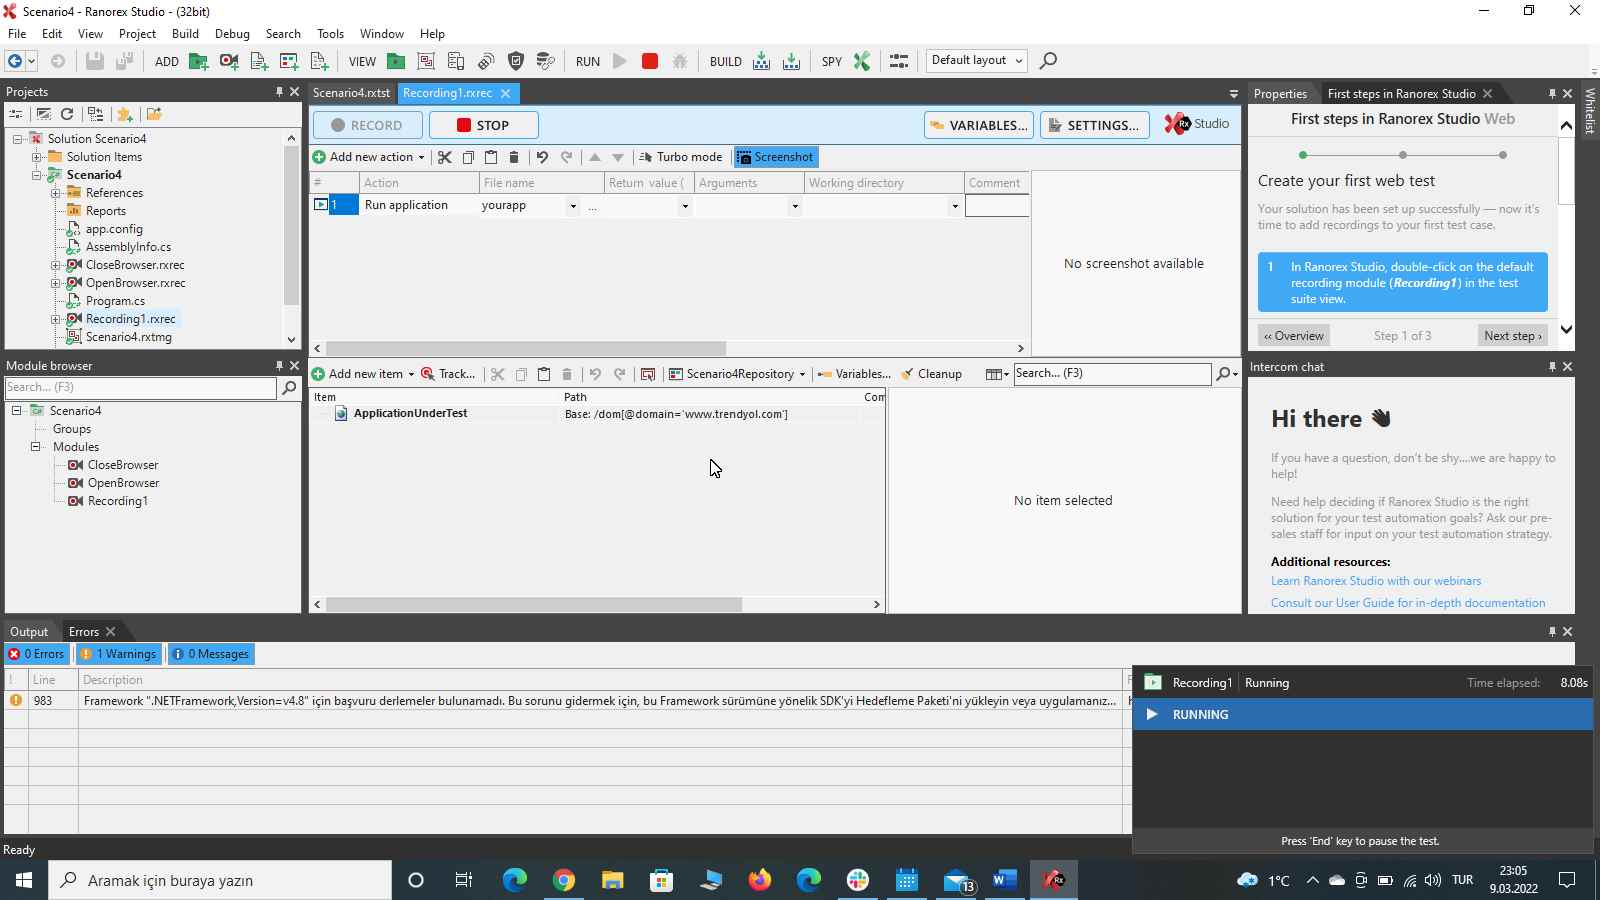 Scenario4 - Ranorex Studio - (32bit)
File Edit View Project Build Debug Search Tools Window Help
ADD VIEW RUN BUILD SPY Default layout
Projects
Solution Scenario4
Solution Items
Scenario4
References
Reports
app.config
AssemblyInfo.cs
CloseBrowser.rxrec
OpenBrowser.rxrec
Program.cs
Recording1.rxrec
Scenario4.rxtmg
Module browser
Search... (F3)
Scenario4
Groups
Modules
CloseBrowser
OpenBrowser
Recording1
Scenario4.rxtst Recording1.rxrec
RECORD STOP VARIABLES... SETTINGS... Rx Studio
Add new action Turbo mode Screenshot
# Action File name Return value ( Arguments Working directory Comment
1 Run application yourapp ...
No screenshot available
Add new item Track... Scenario4Repository Variables... Cleanup Search... (F3)
Item Path Com
ApplicationUnderTest Base: /dom[@domain='www.trendyol.com']
No item selected
Properties First steps in Ranorex Studio
First steps in Ranorex Studio Web
Create your first web test
Your solution has been set up successfully — now it's
time to add recordings to your first test case.
1 In Ranorex Studio, double-click on the default
recording module (Recording1) in the test
suite view.
‹‹ Overview Step 1 of 3 Next step ›
Whitelist
Intercom chat
Hi there 👋
If you have a question, don't be shy....we are happy to
help!
Need help deciding if Ranorex Studio is the right
solution for your test automation goals? Ask our pre-
sales staff for input on your test automation strategy.
Additional resources:
Learn Ranorex Studio with our webinars
Consult our User Guide for in-depth documentation
Output Errors
0 Errors 1 Warnings 0 Messages
! Line Description
983 Framework ".NETFramework,Version=v4.8" için başvuru derlemeler bulunamadı. Bu sorunu gidermek için, bu Framework sürümüne yönelik SDK'yi Hedefleme Paketi'ni yükleyin veya uygulamanız...
Recording1 Running Time elapsed: 8.08s
RUNNING
Press 'End' key to pause the test.
Ready
Aramak için buraya yazın
13
1°C TUR
23:05
9.03.2022